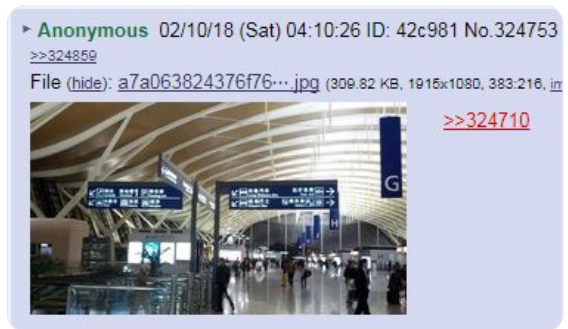 Anonymous 02/10/18 (Sat) 04:10:26 ID: 42c981 No.324753
>>324859
File (hide): a7a063824376f76⋯.jpg (309.82 KB, 1915x1080, 383:216,
>>324710
G
H